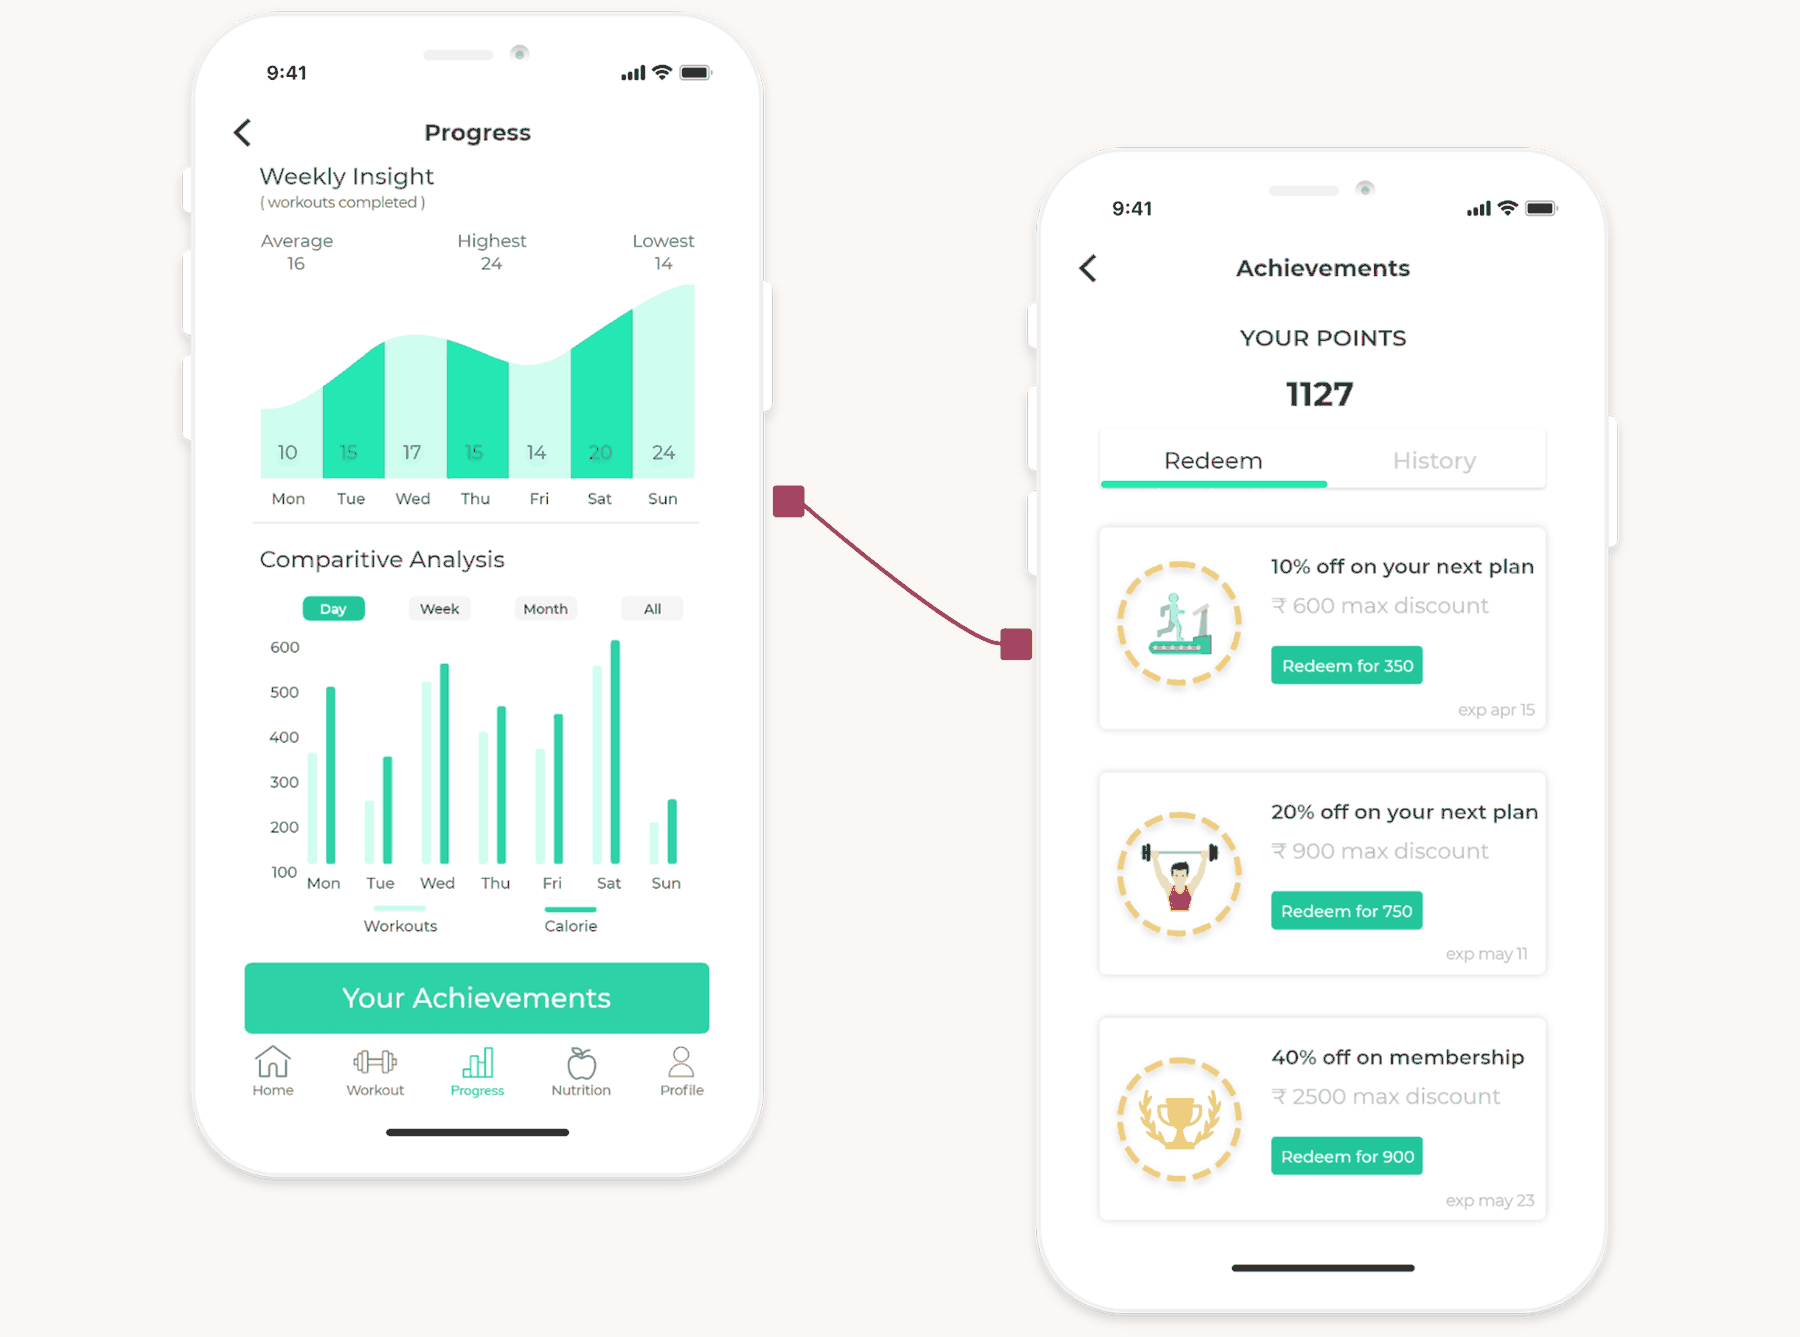 9:41
Progress
Weekly Insight
( workouts completed )
Average Highest Lowest
16 24 14
10 15 17 15 14 20 24
Mon Tue Wed Thu Fri Sat Sun
Comparitive Analysis
Day Week Month All
600
500
400
300
200
100
Mon Tue Wed Thu Fri Sat Sun
Workouts Calorie
Your Achievements
Home Workout Progress Nutrition Profile
9:41
Achievements
YOUR POINTS
1127
Redeem History
10% off on your next plan
₹ 600 max discount
Redeem for 350
exp apr 15
20% off on your next plan
₹ 900 max discount
Redeem for 750
exp may 11
40% off on membership
₹ 2500 max discount
Redeem for 900
exp may 23